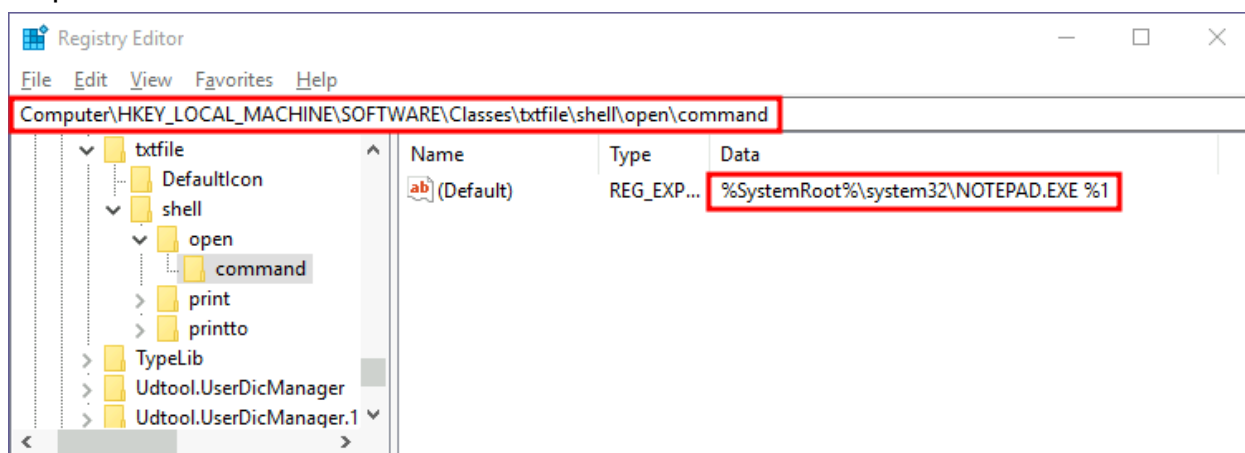 Registry Editor
File Edit View Favorites Help
Computer\HKEY_LOCAL_MACHINE\SOFTWARE\Classes\txtfile\shell\open\command
txtfile
DefaultIcon
shell
open
command
print
printto
TypeLib
Udtool.UserDicManager
Udtool.UserDicManager.1
Name Type Data
ab (Default) REG_EXP... %SystemRoot%\system32\NOTEPAD.EXE %1